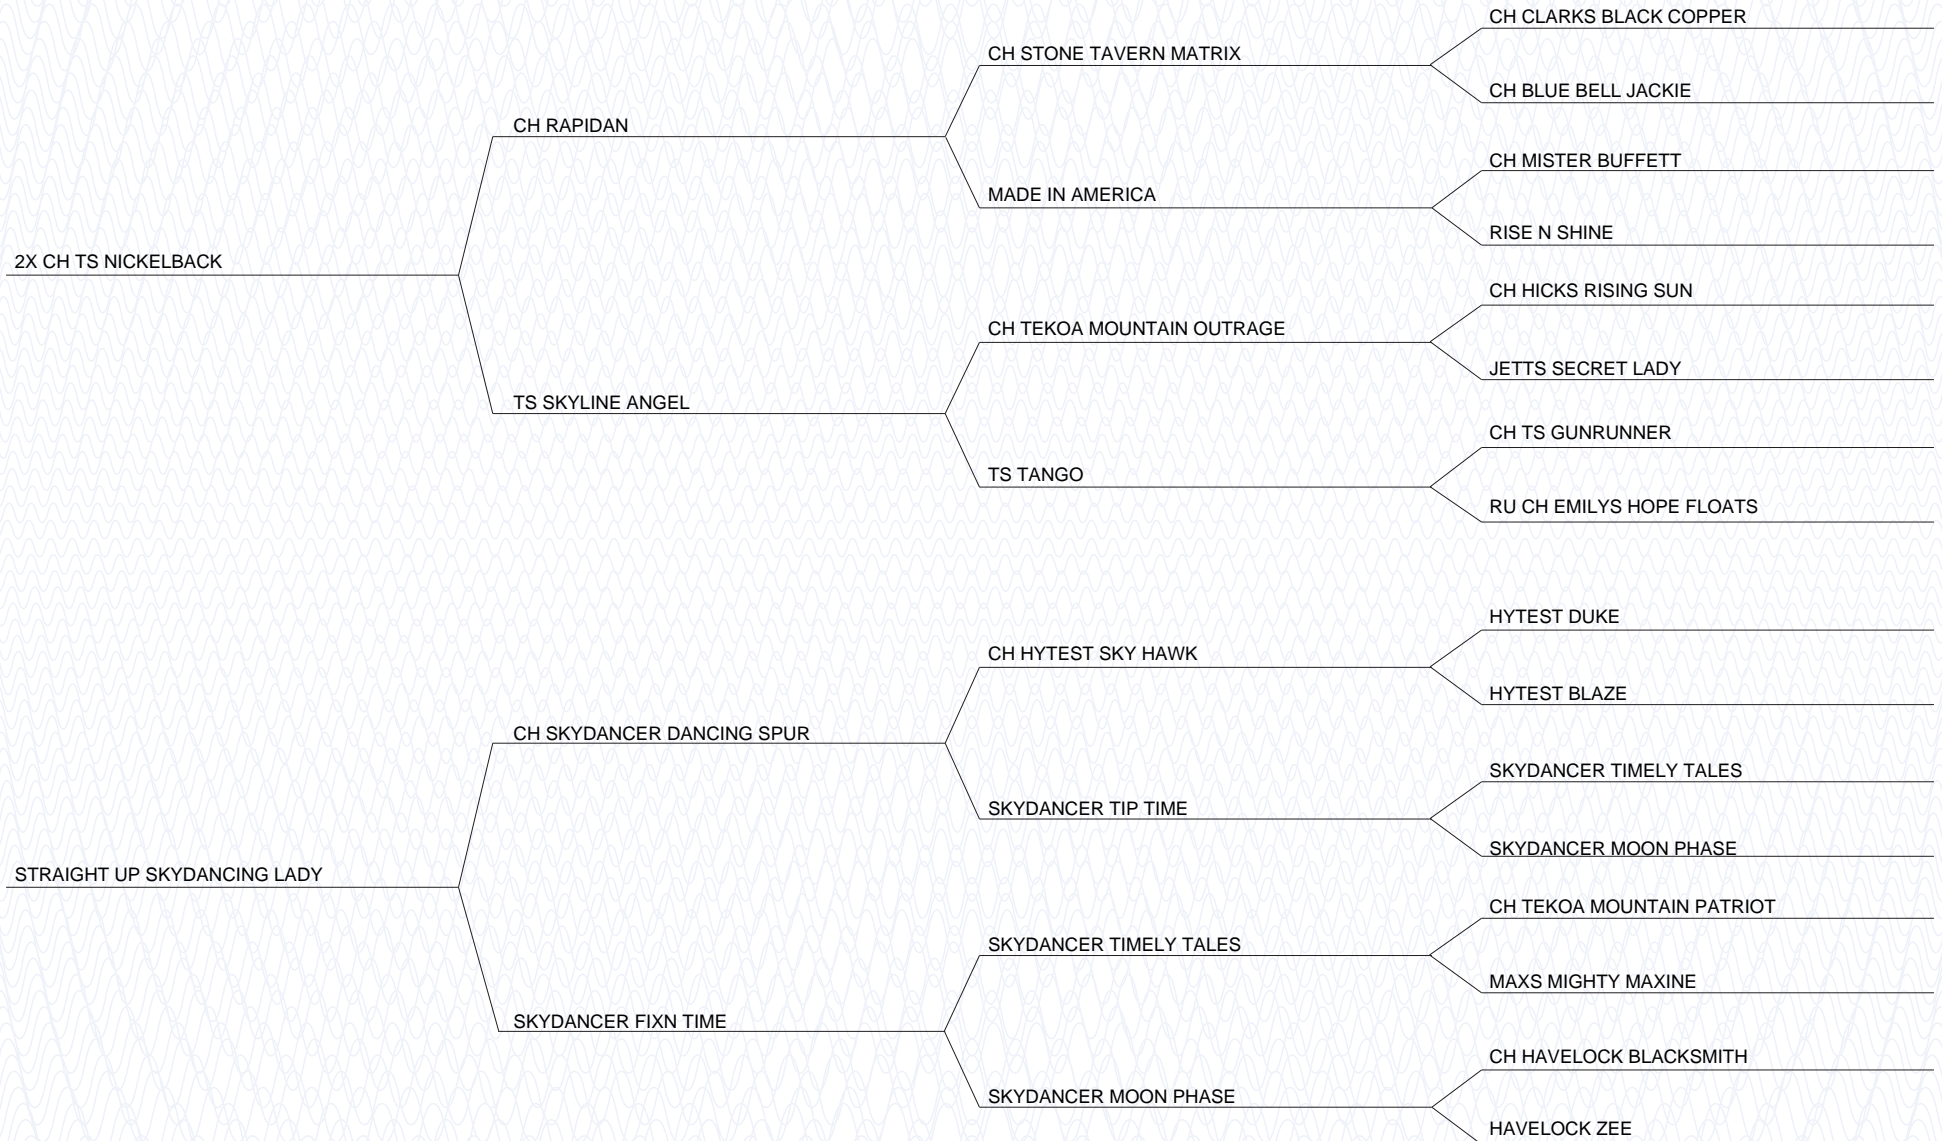 CH CLARKS BLACK COPPER
CH STONE TAVERN MATRIX
CH BLUE BELL JACKIE
CH RAPIDAN
CH MISTER BUFFETT
MADE IN AMERICA
RISE N SHINE
2X CH TS NICKELBACK
CH HICKS RISING SUN
CH TEKOA MOUNTAIN OUTRAGE
JETTS SECRET LADY
TS SKYLINE ANGEL
CH TS GUNRUNNER
TS TANGO
RU CH EMILYS HOPE FLOATS
HYTEST DUKE
CH HYTEST SKY HAWK
HYTEST BLAZE
CH SKYDANCER DANCING SPUR
SKYDANCER TIMELY TALES
SKYDANCER TIP TIME
SKYDANCER MOON PHASE
STRAIGHT UP SKYDANCING LADY
CH TEKOA MOUNTAIN PATRIOT
SKYDANCER TIMELY TALES
MAXS MIGHTY MAXINE
SKYDANCER FIXN TIME
CH HAVELOCK BLACKSMITH
SKYDANCER MOON PHASE
HAVELOCK ZEE